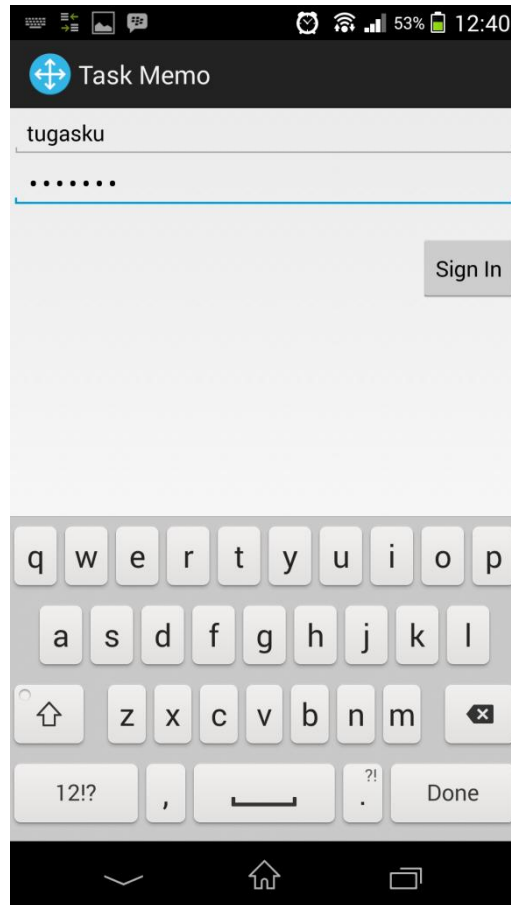 53% 12:40
Task Memo
tugasku
•••••••
Sign In
q w e r t y u i o p
a s d f g h j k l
z x c v b n m
12!? , ?! . Done